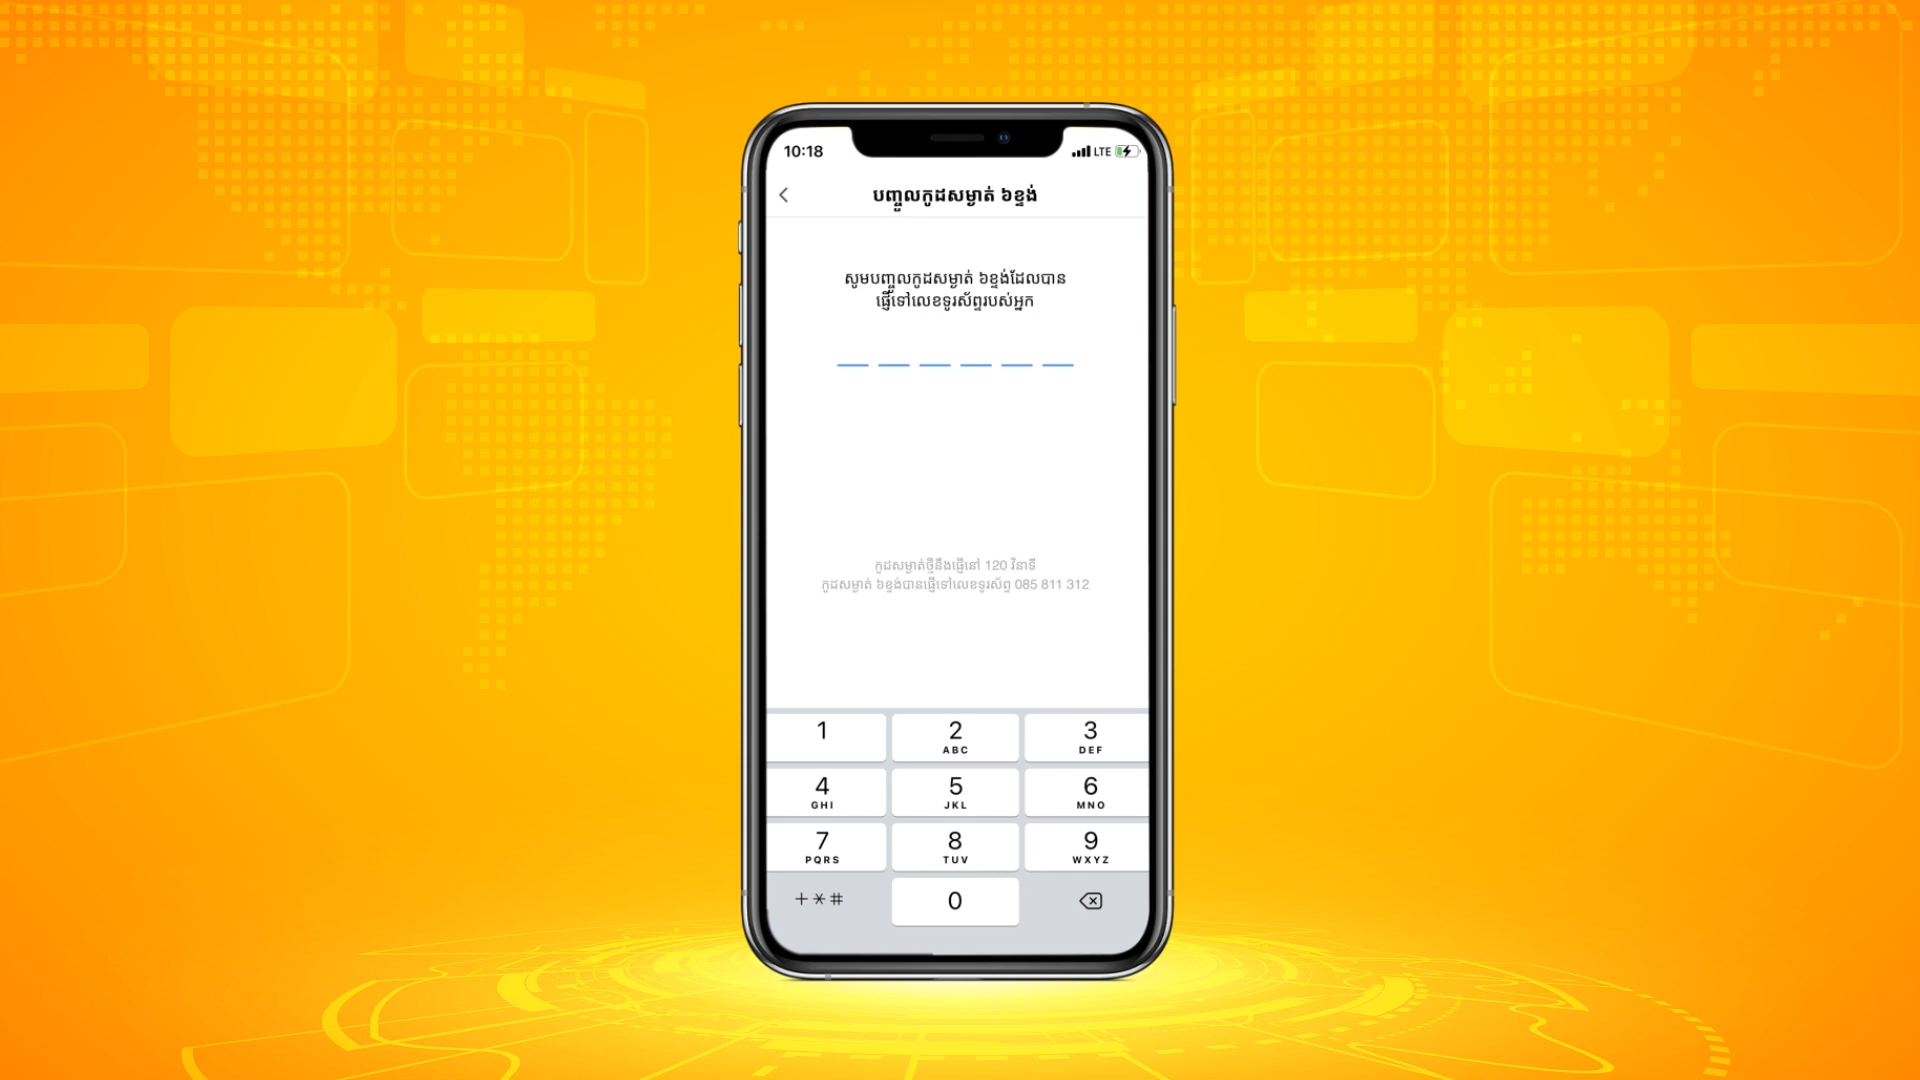 10:18
LTE
បញ្ចូលកូដសម្ងាត់ ៦ខ្ទង់
សូមបញ្ចូលកូដសម្ងាត់ ៦ខ្ទង់ដែលបាន
ផ្ញើទៅលេខទូរស័ព្ទរបស់អ្នក
កូដសម្ងាត់ថ្មីនឹងផ្ញើនៅ 120 វិនាទី
កូដសម្ងាត់ ៦ខ្ទង់បានផ្ញើទៅលេខទូរស័ព្ទ 085 811 312
1 2 3
ABC DEF
4 5 6
GHI JKL MNO
7 8 9
PQRS TUV WXYZ
+*# 0